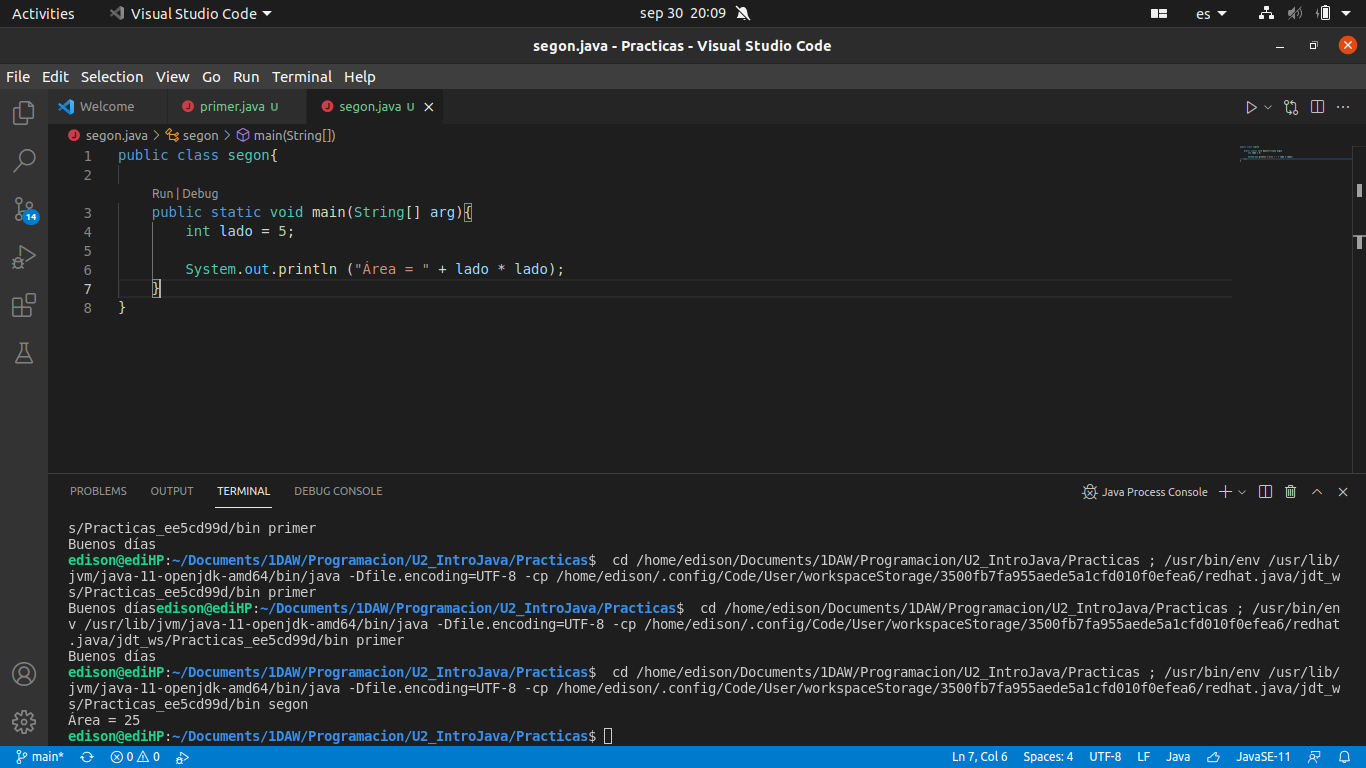 Activities Visual Studio Code sep 30 20:09 es
segon.java - Practicas - Visual Studio Code
File Edit Selection View Go Run Terminal Help
Welcome primer.java U segon.java U
segon.java > segon > main(String[])
1 public class segon{
2
Run | Debug
3 public static void main(String[] arg){
4 int lado = 5;
5
6 System.out.println ("Área = " + lado * lado);
7 }
8 }
14
PROBLEMS OUTPUT TERMINAL DEBUG CONSOLE Java Process Console
s/Practicas_ee5cd99d/bin primer
Buenos días
edison@ediHP:~/Documents/1DAW/Programacion/U2_IntroJava/Practicas$ cd /home/edison/Documents/1DAW/Programacion/U2_IntroJava/Practicas ; /usr/bin/env /usr/lib/
jvm/java-11-openjdk-amd64/bin/java -Dfile.encoding=UTF-8 -cp /home/edison/.config/Code/User/workspaceStorage/3500fb7fa955aede5a1cfd010f0efea6/redhat.java/jdt_w
s/Practicas_ee5cd99d/bin primer
Buenos díasedison@ediHP:~/Documents/1DAW/Programacion/U2_IntroJava/Practicas$ cd /home/edison/Documents/1DAW/Programacion/U2_IntroJava/Practicas ; /usr/bin/en
v /usr/lib/jvm/java-11-openjdk-amd64/bin/java -Dfile.encoding=UTF-8 -cp /home/edison/.config/Code/User/workspaceStorage/3500fb7fa955aede5a1cfd010f0efea6/redhat
.java/jdt_ws/Practicas_ee5cd99d/bin primer
Buenos días
edison@ediHP:~/Documents/1DAW/Programacion/U2_IntroJava/Practicas$ cd /home/edison/Documents/1DAW/Programacion/U2_IntroJava/Practicas ; /usr/bin/env /usr/lib/
jvm/java-11-openjdk-amd64/bin/java -Dfile.encoding=UTF-8 -cp /home/edison/.config/Code/User/workspaceStorage/3500fb7fa955aede5a1cfd010f0efea6/redhat.java/jdt_w
s/Practicas_ee5cd99d/bin segon
Área = 25
edison@ediHP:~/Documents/1DAW/Programacion/U2_IntroJava/Practicas$
main* 0 0 Ln 7, Col 6 Spaces: 4 UTF-8 LF Java JavaSE-11